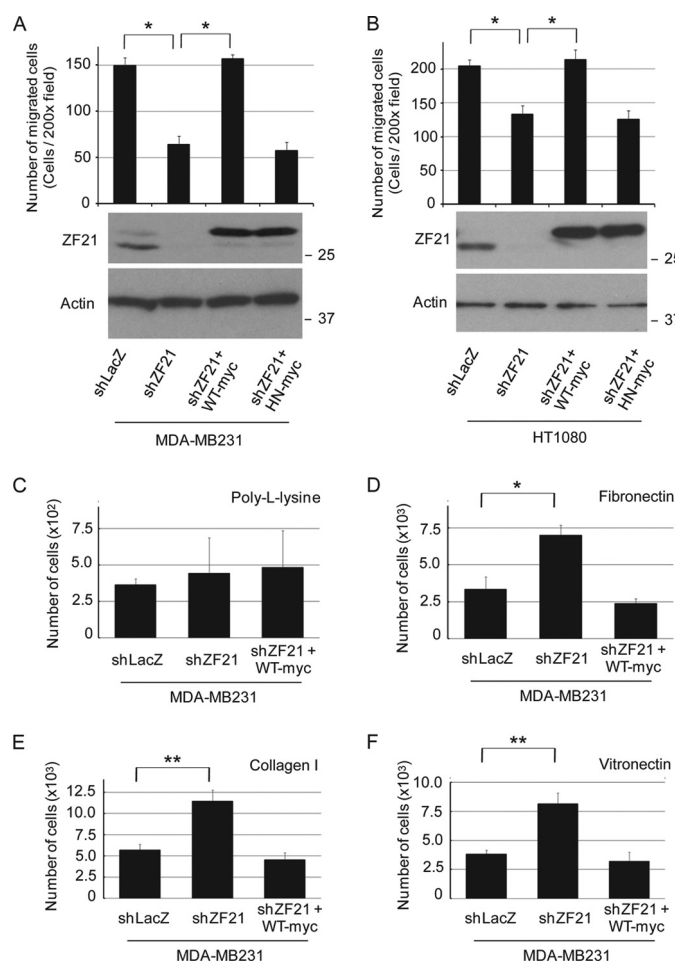 A
*
*
Number of migrated cells
(Cells / 200x field)
150
100
50
0
ZF21
– 25
Actin
– 37
shLacZ
shZF21
shZF21+
WT-myc
shZF21+
HN-myc
MDA-MB231
B
*
*
Number of migrated cells
(Cells / 200x field)
200
150
100
50
0
ZF21
– 25
Actin
– 37
shLacZ
shZF21
shZF21+
WT-myc
shZF21+
HN-myc
HT1080
C
Poly-L-lysine
Number of cells (x10²)
7.5
5.0
2.5
0
shLacZ
shZF21
shZF21 +
WT-myc
MDA-MB231
D
*
Fibronectin
Number of cells (x10³)
7.5
5.0
2.5
0
shLacZ
shZF21
shZF21 +
WT-myc
MDA-MB231
E
**
Collagen I
Number of cells (x10³)
12.5
10.0
7.5
5.0
2.5
0
shLacZ
shZF21
shZF21 +
WT-myc
MDA-MB231
F
**
Vitronectin
Number of cells (x10³)
10.0
7.5
5.0
2.5
0
shLacZ
shZF21
shZF21 +
WT-myc
MDA-MB231